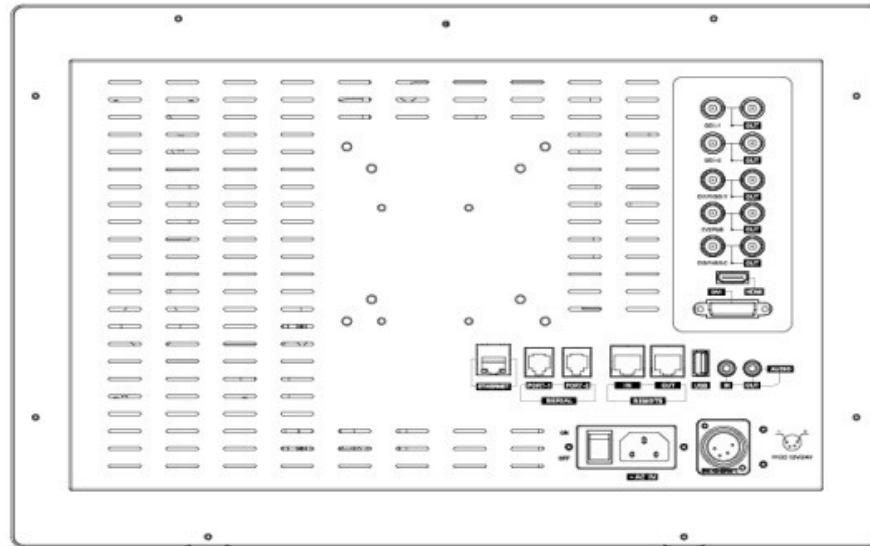 SDI-1 OUT
SDI-2 OUT
OUT
OUT
OUT
DVI HDMI
ETHERNET PORT-1 PORT-2 IN OUT USB IN OUT AUDIO
SERIAL REMOTE
ON
OFF
AC IN